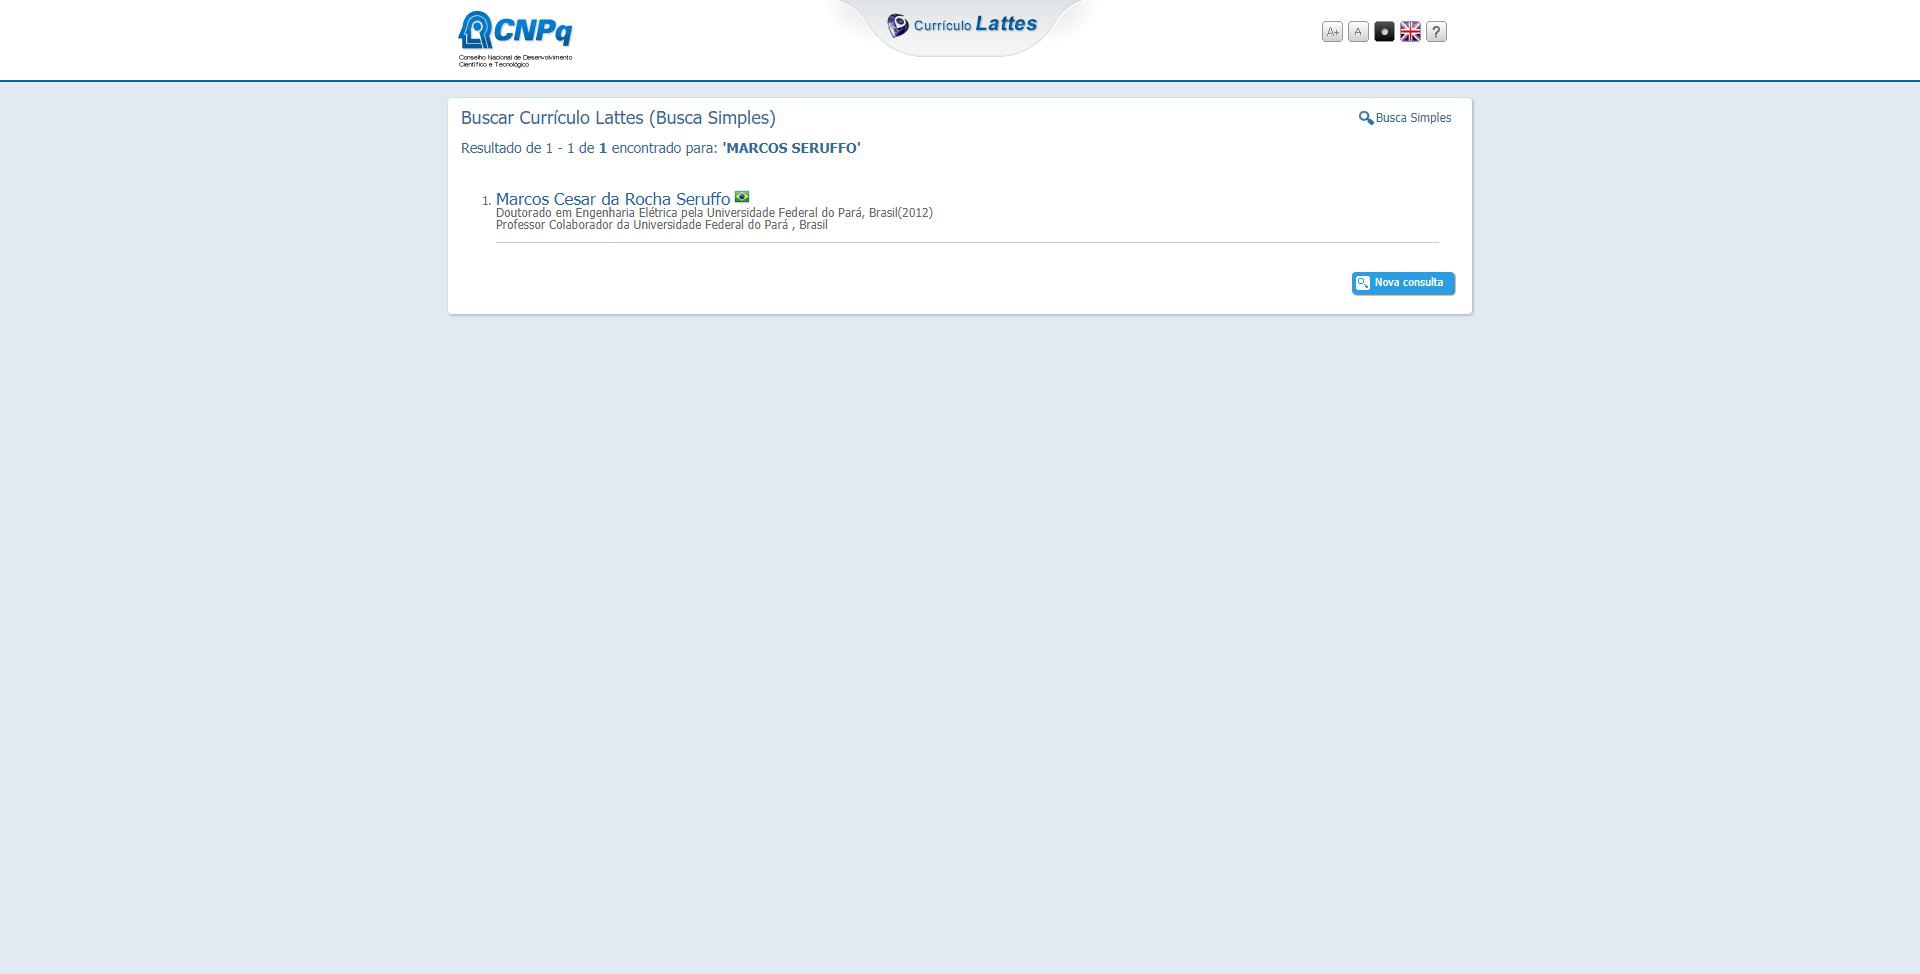 CNPq
Conselho Nacional de Desenvolvimento
Científico e Tecnológico
Currículo Lattes
A+ A ?
Buscar Currículo Lattes (Busca Simples)
Busca Simples
Resultado de 1 - 1 de 1 encontrado para: 'MARCOS SERUFFO'
1. Marcos Cesar da Rocha Seruffo
Doutorado em Engenharia Elétrica pela Universidade Federal do Pará, Brasil(2012)
Professor Colaborador da Universidade Federal do Pará , Brasil
Nova consulta